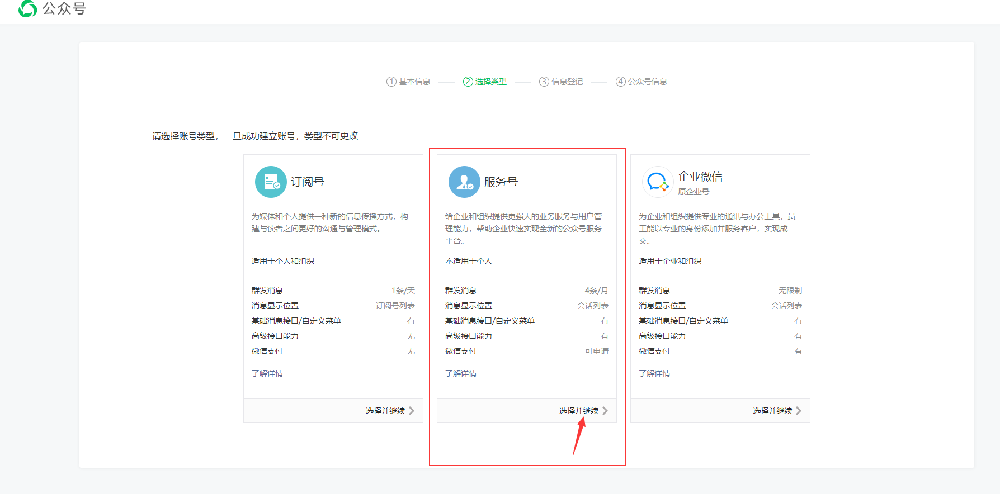 公众号
① 基本信息 ② 选择类型 ③ 信息登记 ④ 公众号信息
请选择账号类型，一旦成功建立账号，类型不可更改
订阅号
为媒体和个人提供一种新的信息传播方式，构
建与读者之间更好的沟通与管理模式。
适用于个人和组织
群发消息 1条/天
消息显示位置 订阅号列表
基础消息接口/自定义菜单 有
高级接口能力 无
微信支付 无
了解详情
选择并继续
服务号
给企业和组织提供更强大的业务服务与用户管
理能力，帮助企业快速实现全新的公众号服务
平台。
不适用于个人
群发消息 4条/月
消息显示位置 会话列表
基础消息接口/自定义菜单 有
高级接口能力 有
微信支付 可申请
了解详情
选择并继续
企业微信
原企业号
为企业和组织提供专业的通讯与办公工具，员
工能以专业的身份添加并服务客户，实现成
交。
适用于企业和组织
群发消息 无限制
消息显示位置 会话列表
基础消息接口/自定义菜单 有
高级接口能力 有
微信支付 有
了解详情
选择并继续